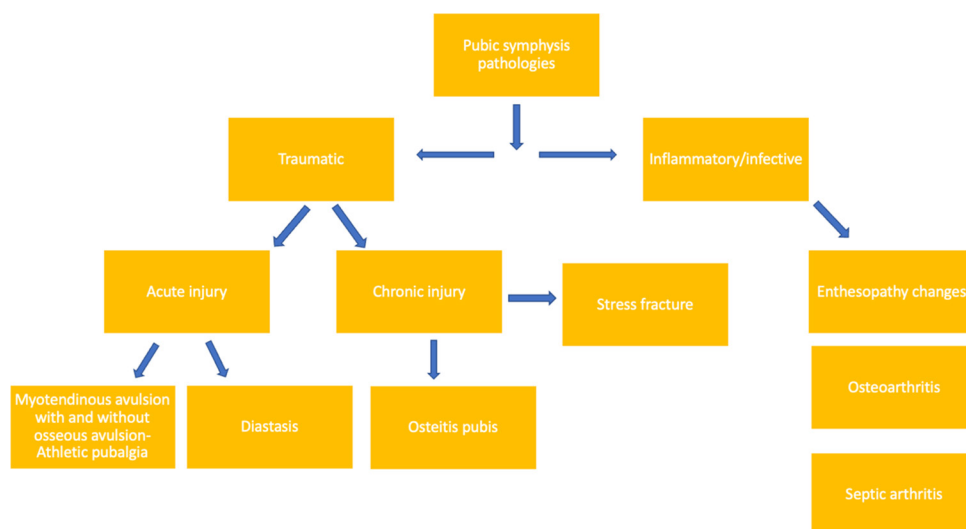 Pubic symphysis
pathologies
Traumatic
Inflammatory/infective
Acute injury
Chronic injury
Stress fracture
Enthesopathy changes
Myotendinous avulsion
with and without
osseous avulsion-
Athletic pubalgia
Diastasis
Osteitis pubis
Osteoarthritis
Septic arthritis